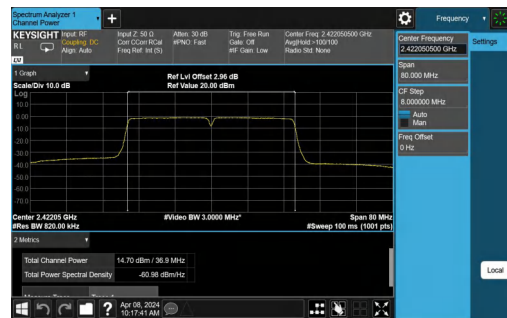 Spectrum Analyzer 1
Channel Power
+
Frequency
KEYSIGHT
RL
LV
Input: RF
Coupling: DC
Align: Auto
Input Z: 50 Ω
Corr CCorr RCal
Freq Ref: Int (S)
Atten: 30 dB
#PNO: Fast
Trig: Free Run
Gate: Off
#IF Gain: Low
Center Freq: 2.422050500 GHz
Avg|Hold:>100/100
Radio Std: None
Center Frequency
2.422050500 GHz
Settings
Span
80.000 MHz
CF Step
8.000000 MHz
Auto
Man
Freq Offset
0 Hz
Local
1 Graph
Scale/Div 10.0 dB
Ref Lvl Offset 2.96 dB
Ref Value 20.00 dBm
Log
10.0
0.00
-10.0
-20.0
-30.0
-40.0
-50.0
-60.0
-70.0
Center 2.42205 GHz
#Res BW 820.00 kHz
#Video BW 3.0000 MHz*
Span 80 MHz
#Sweep 100 ms (1001 pts)
2 Metrics
Total Channel Power 14.70 dBm / 36.9 MHz
Total Power Spectral Density -60.98 dBm/Hz
?
Apr 08, 2024
10:17:41 AM